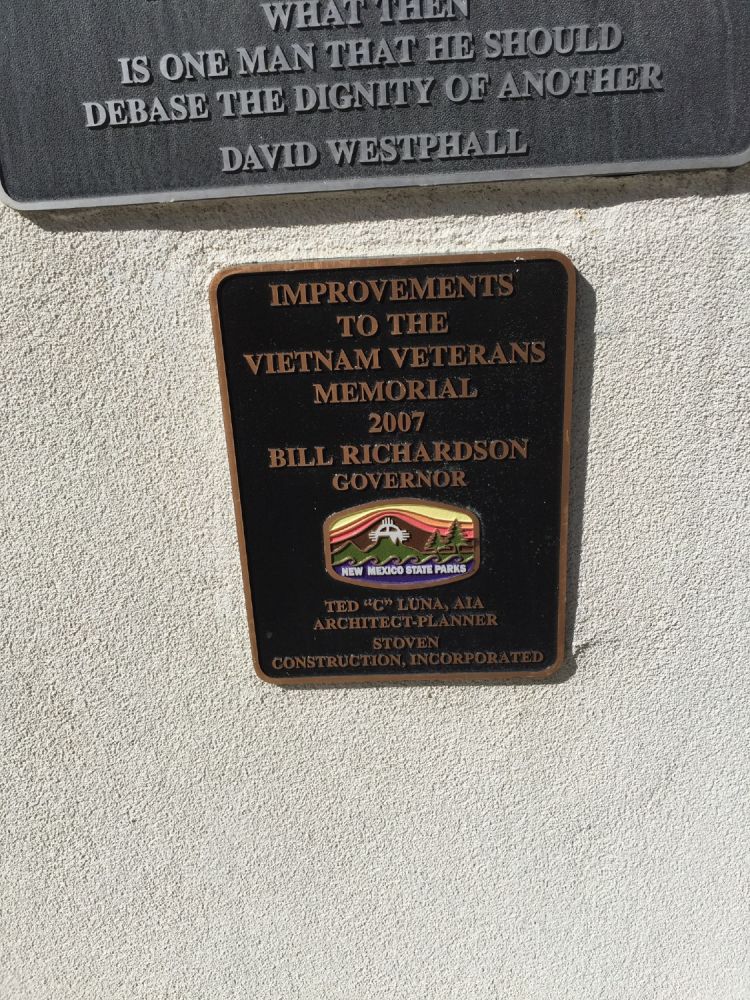 WHAT THEN
IS ONE MAN THAT HE SHOULD
DEBASE THE DIGNITY OF ANOTHER
DAVID WESTPHALL
IMPROVEMENTS
TO THE
VIETNAM VETERANS
MEMORIAL
2007
BILL RICHARDSON
GOVERNOR
NEW MEXICO STATE PARKS
TED "C" LUNA, AIA
ARCHITECT-PLANNER
STOVEN
CONSTRUCTION, INCORPORATED